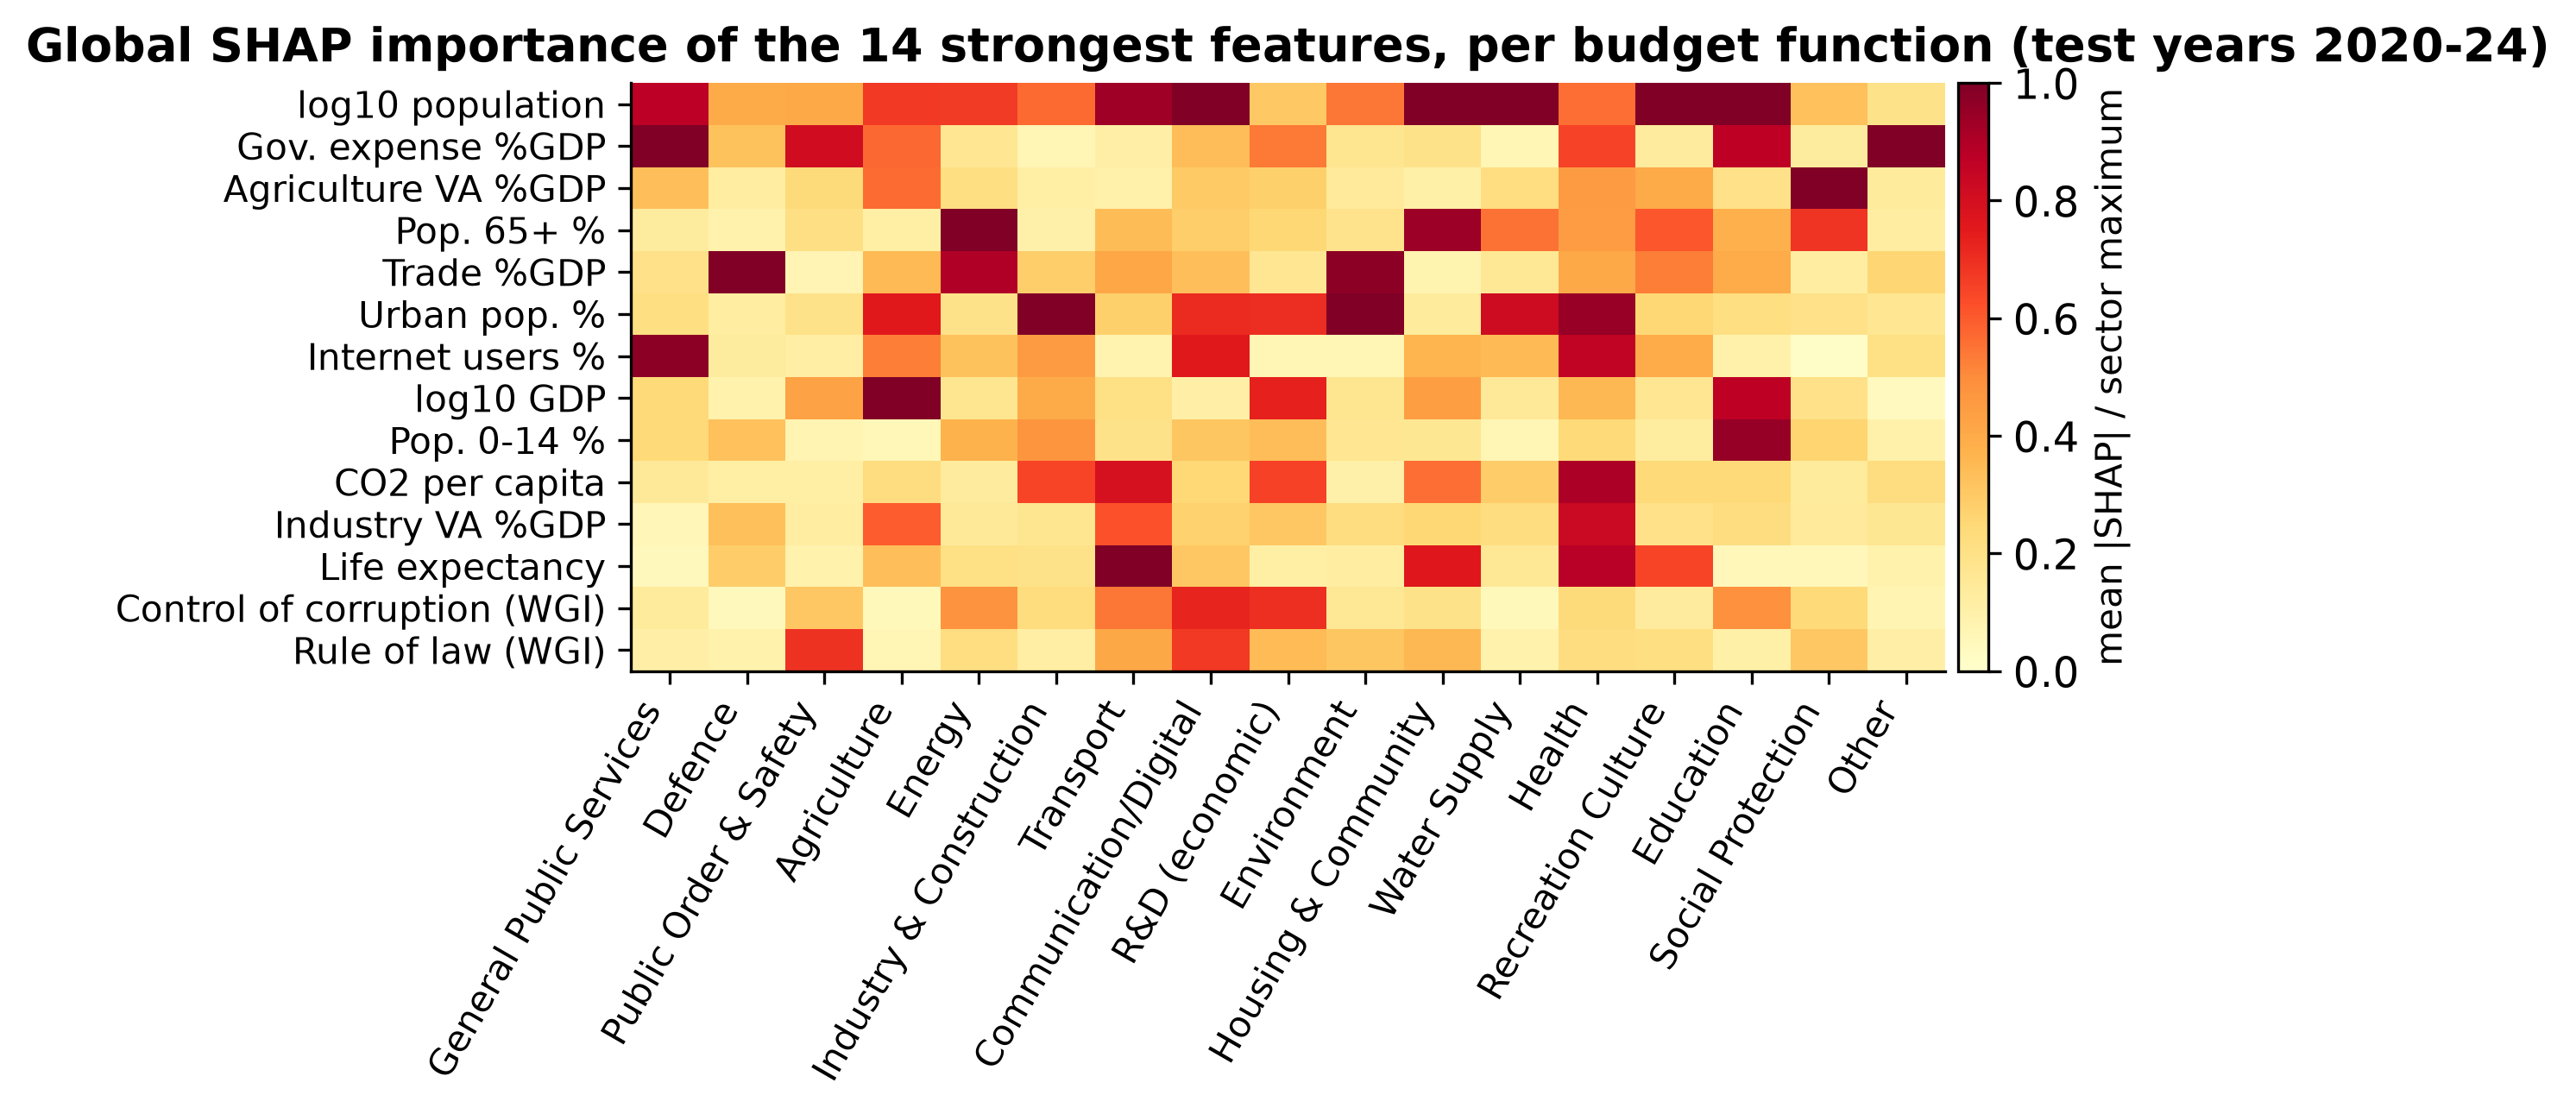 Global SHAP importance of the 14 strongest features, per budget function (test years 2020-24)
log10 population
Gov. expense %GDP
Agriculture VA %GDP
Pop. 65+ %
Trade %GDP
Urban pop. %
Internet users %
log10 GDP
Pop. 0-14 %
CO2 per capita
Industry VA %GDP
Life expectancy
Control of corruption (WGI)
Rule of law (WGI)
General Public Services
Defence
Public Order & Safety
Agriculture
Energy
Industry & Construction
Transport
Communication/Digital
R&D (economic)
Environment
Housing & Community
Water Supply
Health
Recreation Culture
Education
Social Protection
Other
1.0
0.8
0.6
0.4
0.2
0.0
mean |SHAP| / sector maximum